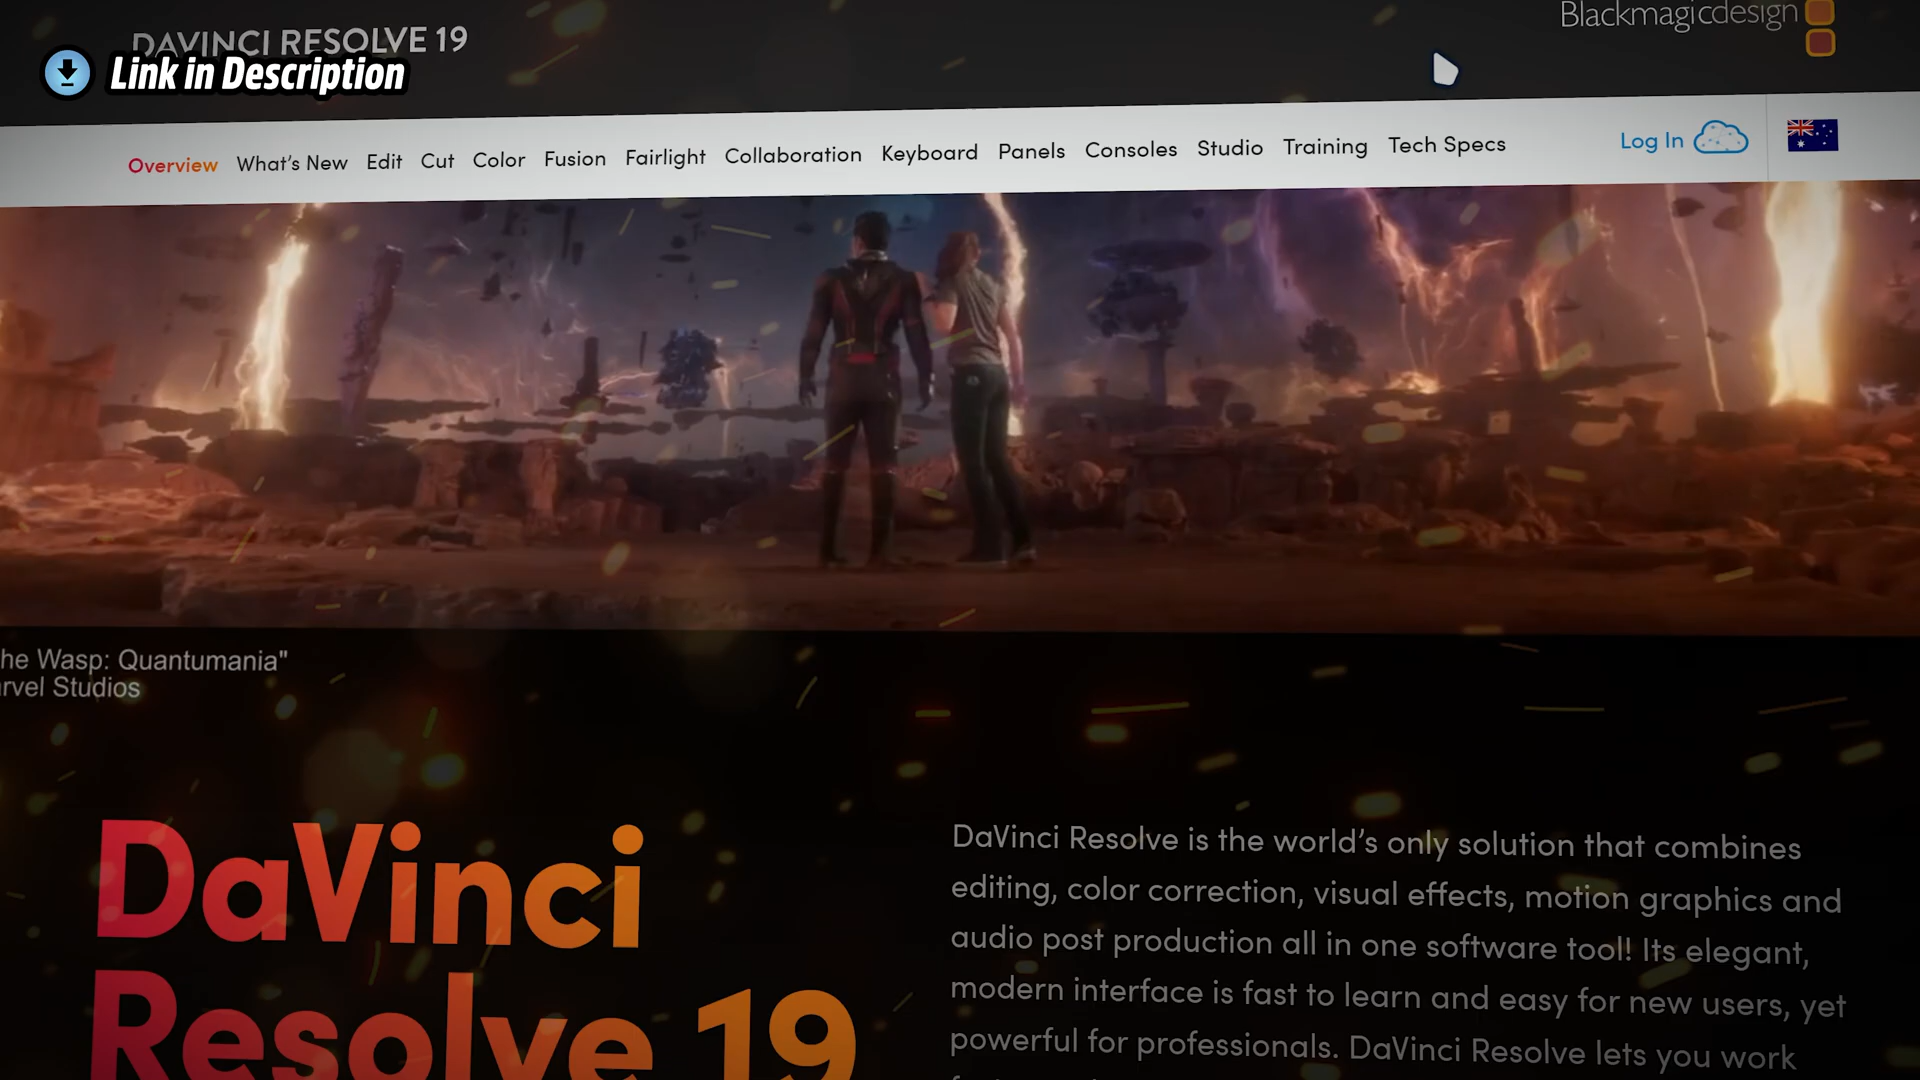 DAVINCI RESOLVE 19
Blackmagicdesign
Link in Description
Overview What's New Edit Cut Color Fusion Fairlight Collaboration Keyboard Panels Consoles Studio Training Tech Specs Log In
he Wasp: Quantumania"
rvel Studios
DaVinci
Resolve 19
DaVinci Resolve is the world's only solution that combines
editing, color correction, visual effects, motion graphics and
audio post production all in one software tool! Its elegant,
modern interface is fast to learn and easy for new users, yet
powerful for professionals. DaVinci Resolve lets you work